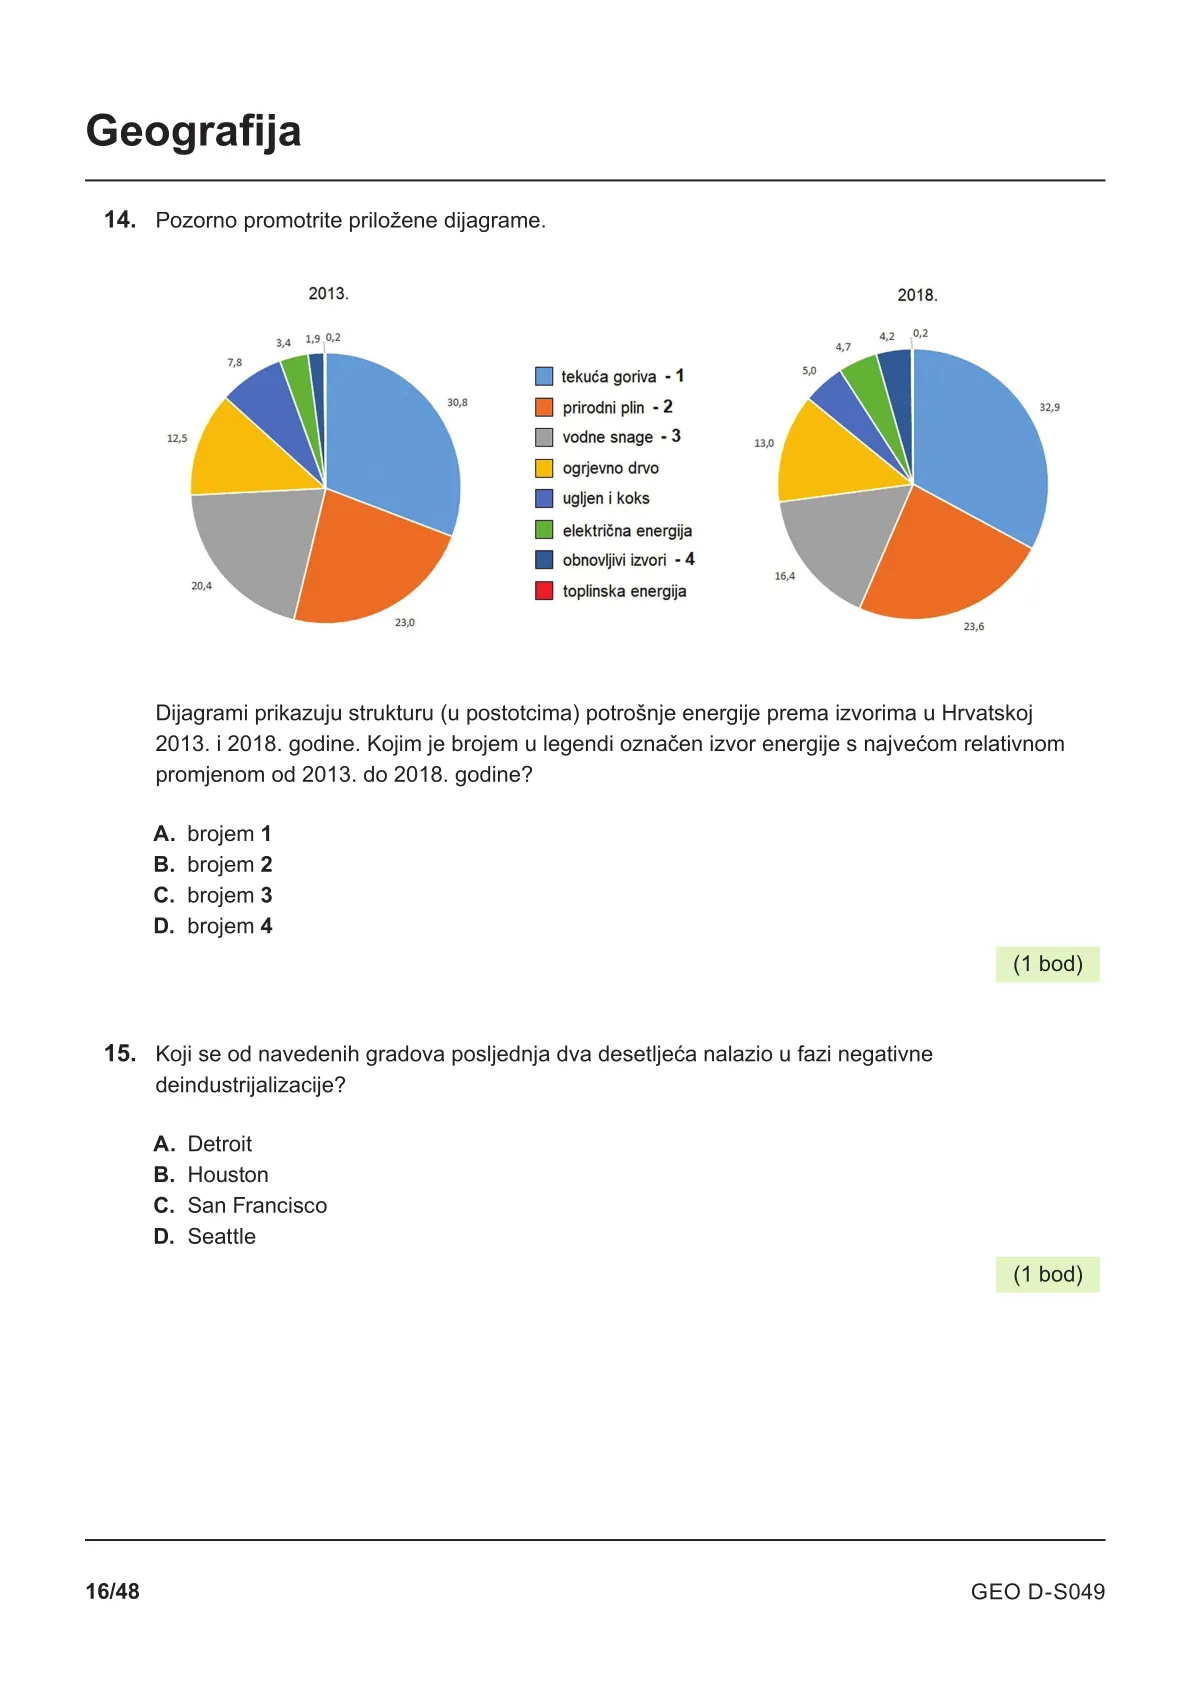 Geografija
14. Pozorno promotrite priložene dijagrame.
2013.
2018.
3,4 1,9 0,2
7,8
30,8
12,5
20,4
23,0
tekuća goriva - 1
prirodni plin - 2
vodne snage - 3
ogrjevno drvo
ugljen i koks
električna energija
obnovljivi izvori - 4
toplinska energija
4,7 4,2 0,2
5,0
32,9
13,0
16,4
23,6
Dijagrami prikazuju strukturu (u postotcima) potrošnje energije prema izvorima u Hrvatskoj
2013. i 2018. godine. Kojim je brojem u legendi označen izvor energije s najvećom relativnom
promjenom od 2013. do 2018. godine?
A. brojem 1
B. brojem 2
C. brojem 3
D. brojem 4
(1 bod)
15. Koji se od navedenih gradova posljednja dva desetljeća nalazio u fazi negativne
deindustrijalizacije?
A. Detroit
B. Houston
C. San Francisco
D. Seattle
(1 bod)
16/48
GEO D-S049